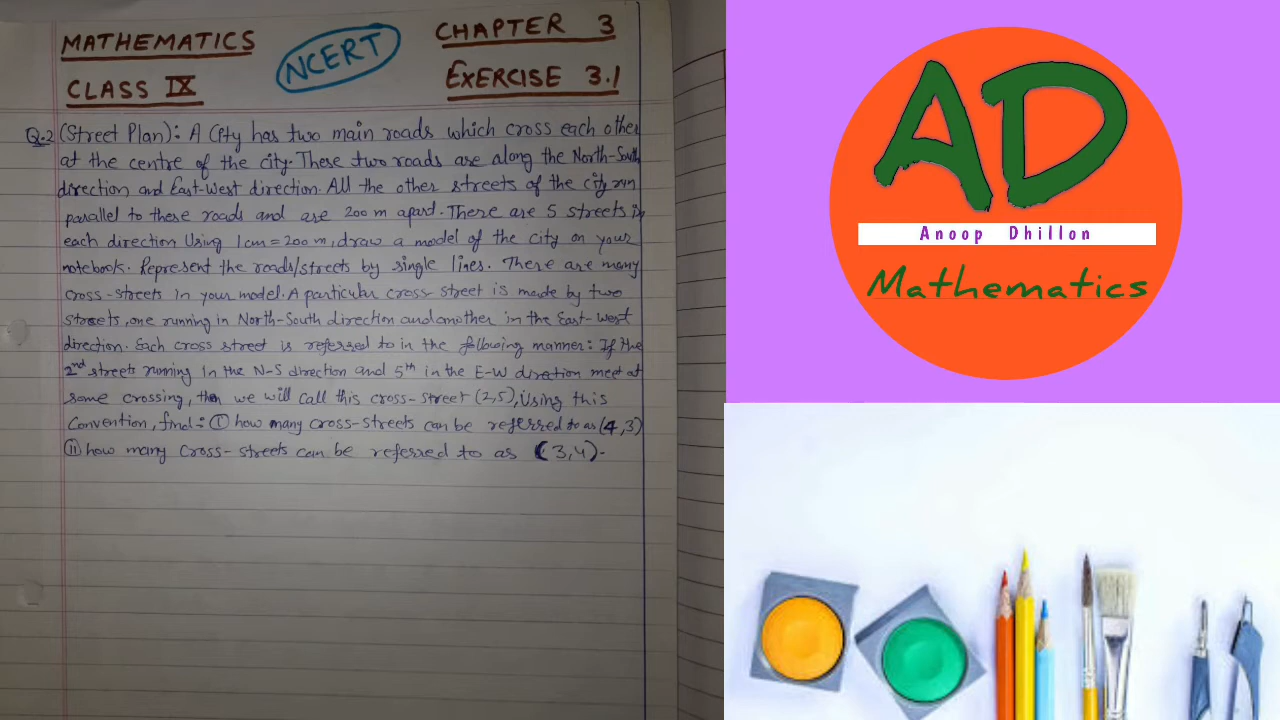 MATHEMATICS
CLASS IX
NCERT
CHAPTER 3
EXERCISE 3.1
Q.2 (Street Plan): A City has two main roads which cross each other
at the centre of the city. These two roads are along the North-South
direction and East-West direction. All the other streets of the city run
parallel to these roads and are 200 m apart. There are 5 streets in
each direction Using 1cm = 200 m, draw a model of the city on your
notebook. Represent the roads/streets by single lines. There are many
cross-streets in your model. A particular cross-street is made by two
streets, one running in North-South direction and another in the East-west
direction. Each cross street is referred to in the following manner: If the
2nd streets running in the N-S direction and 5th in the E-W direction meet at
some crossing, then we will call this cross-street (2,5), Using this
Convention, find:- (i) how many cross-streets can be referred to as (4,3)
(ii) how many Cross-streets can be referred to as (3,4)-
AD
Anoop Dhillon
Mathematics